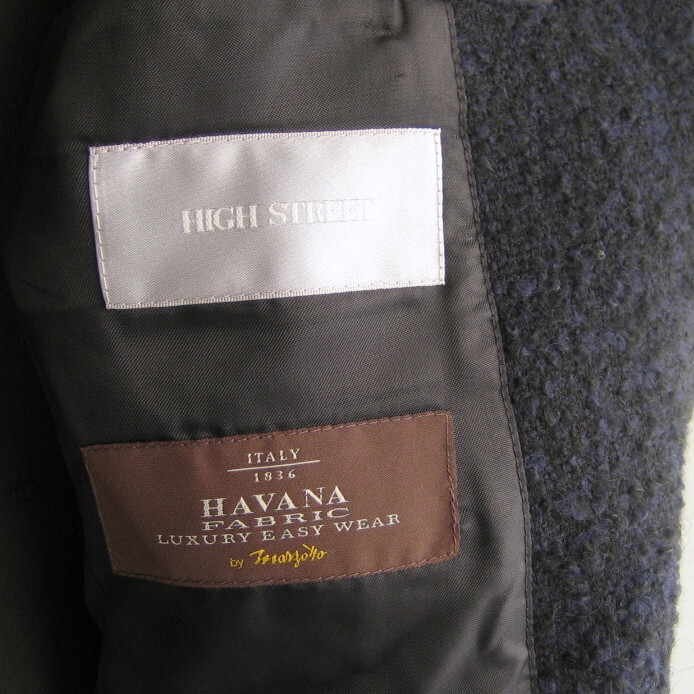 HIGH STREET
ITALY
1836
HAVANA
FABRIC
LUXURY EASY WEAR
by Marzotto